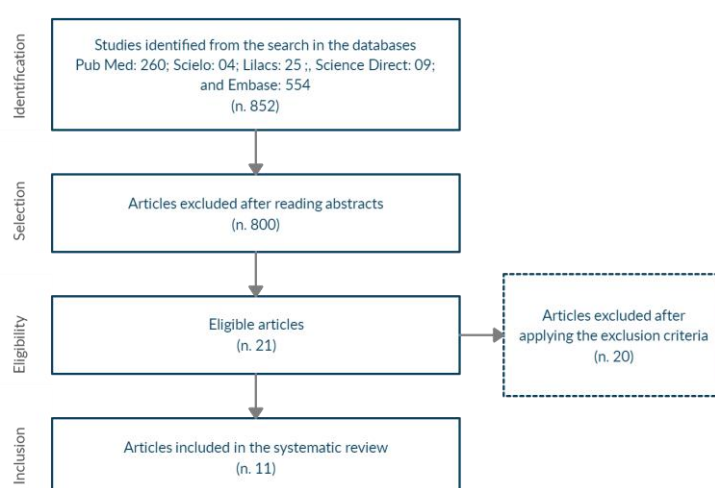 Identification
Studies identified from the search in the databases
Pub Med: 260; Scielo: 04; Lilacs: 25 ;, Science Direct: 09;
and Embase: 554
(n. 852)
Selection
Articles excluded after reading abstracts
(n. 800)
Eligibility
Eligible articles
(n. 21)
Articles excluded after
applying the exclusion criteria
(n. 20)
Inclusion
Articles included in the systematic review
(n. 11)